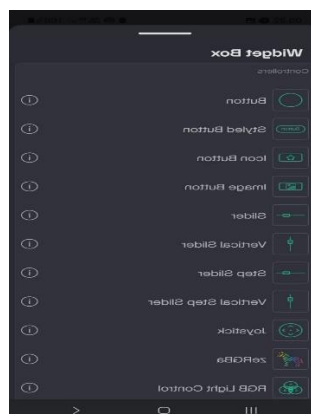 Widget Box
Controllers
Button
Styled Button
Icon Button
Image Button
Slider
Vertical Slider
Step Slider
Vertical Step Slider
Joystick
zeRGBa
RGB Light Control